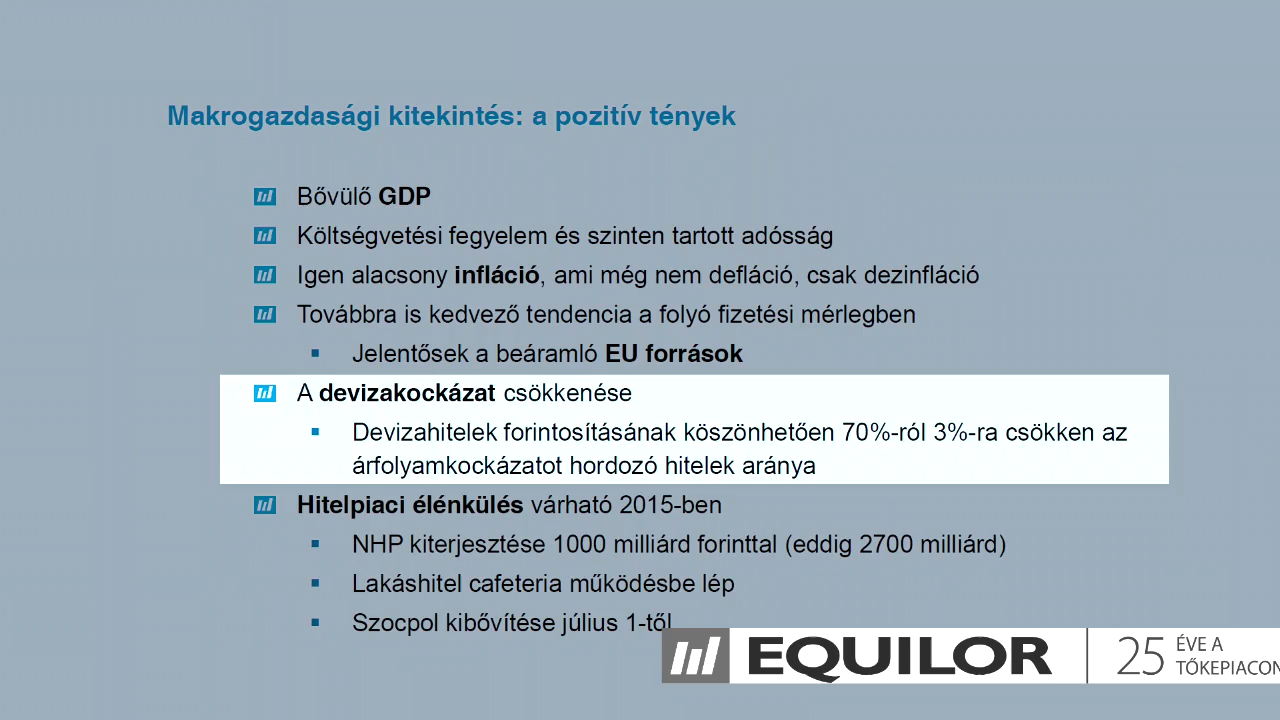 Makrogazdasági kitekintés: a pozitív tények
Bővülő GDP
Költségvetési fegyelem és szinten tartott adósság
Igen alacsony infláció, ami még nem defláció, csak dezinfláció
Továbbra is kedvező tendencia a folyó fizetési mérlegben
Jelentősek a beáramló EU források
A devizakockázat csökkenése
Devizahitelek forintosításának köszönhetően 70%-ról 3%-ra csökken az
árfolyamkockázatot hordozó hitelek aránya
Hitelpiaci élénkülés várható 2015-ben
NHP kiterjesztése 1000 milliárd forinttal (eddig 2700 milliárd)
Lakáshitel cafeteria működésbe lép
Szocpol kibővítése július 1-től
EQUILOR
25 ÉVE A
TŐKEPIACON